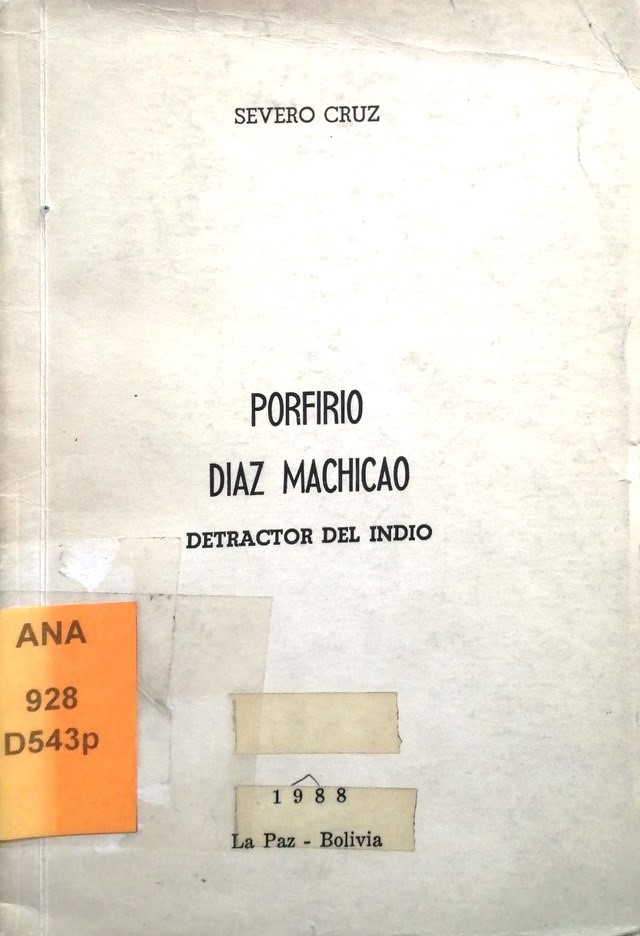 SEVERO CRUZ
PORFIRIO
DIAZ MACHICAO
DETRACTOR DEL INDIO
ANA
928
D543p
1988
La Paz - Bolivia